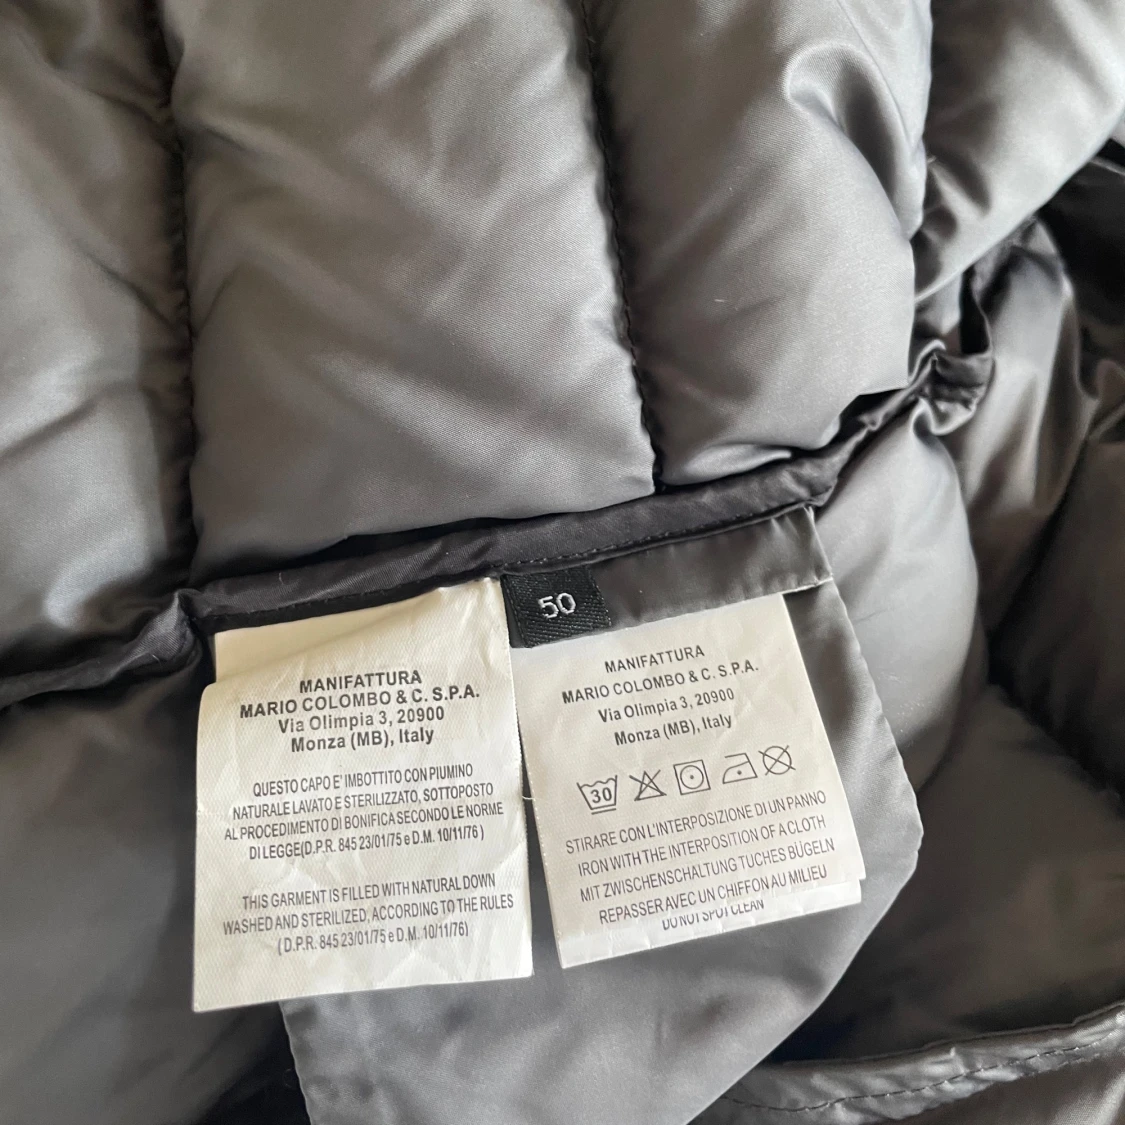 50
MANIFATTURA
MARIO COLOMBO & C. S.P.A.
Via Olimpia 3, 20900
Monza (MB), Italy
QUESTO CAPO E' IMBOTTITO CON PIUMINO
NATURALE LAVATO E STERILIZZATO, SOTTOPOSTO
AL PROCEDIMENTO DI BONIFICA SECONDO LE NORME
DI LEGGE(D.P.R. 845 23/01/75 e D.M. 10/11/76 )
THIS GARMENT IS FILLED WITH NATURAL DOWN
WASHED AND STERILIZED, ACCORDING TO THE RULES
( D.P.R. 845 23/01/75 e D.M. 10/11/76)
MANIFATTURA
MARIO COLOMBO & C. S.P.A.
Via Olimpia 3, 20900
Monza (MB), Italy
30
STIRARE CON L'INTERPOSIZIONE DI UN PANNO
IRON WITH THE INTERPOSITION OF A CLOTH
MIT ZWISCHENSCHALTUNG TUCHES BÜGELN
REPASSER AVEC UN CHIFFON AU MILIEU
DO NOT SPOT CLEAN